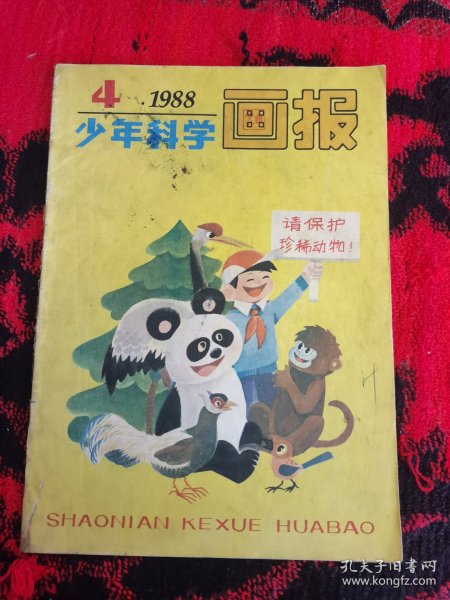 4 .1988
少年科学画报
请保护
珍稀动物!
SHAONIAN KEXUE HUABAO
孔夫子旧书网
www.kongfz.com